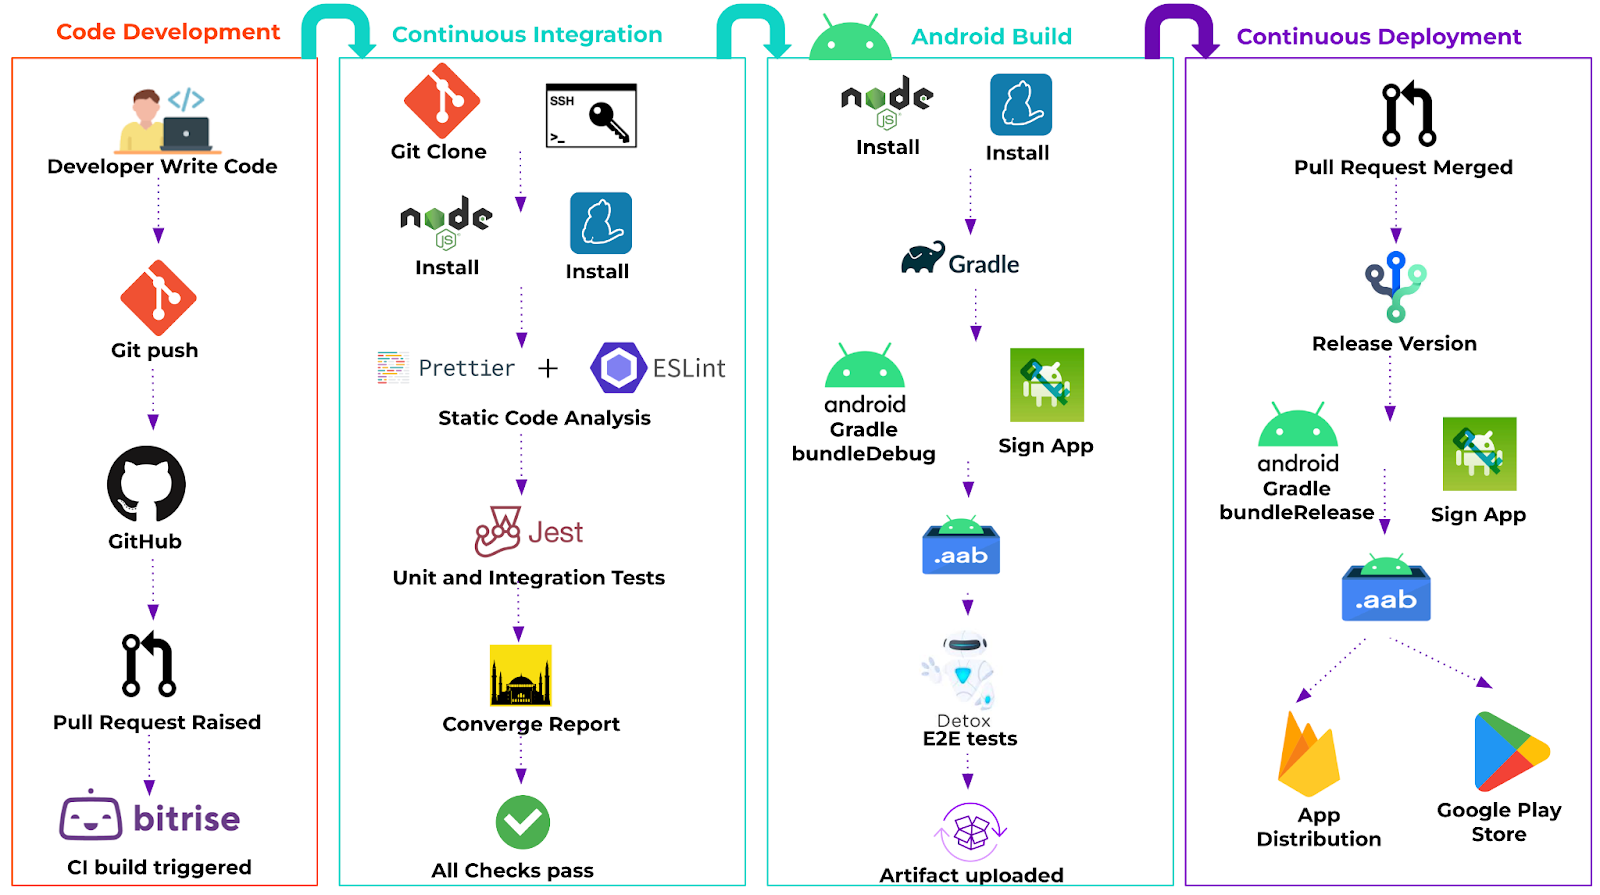 Code Development
Developer Write Code
Git push
GitHub
Pull Request Raised
bitrise
CI build triggered
Continuous Integration
SSH
>_
Git Clone
node
JS
Install
Install
Prettier + ESLint
Static Code Analysis
Jest
Unit and Integration Tests
Converge Report
All Checks pass
Android Build
node
JS
Install
Install
Gradle
android
Gradle
bundleDebug
Sign App
.aab
Detox
E2E tests
Artifact uploaded
Continuous Deployment
Pull Request Merged
Release Version
android
Gradle
bundleRelease
Sign App
.aab
App
Distribution
Google Play
Store